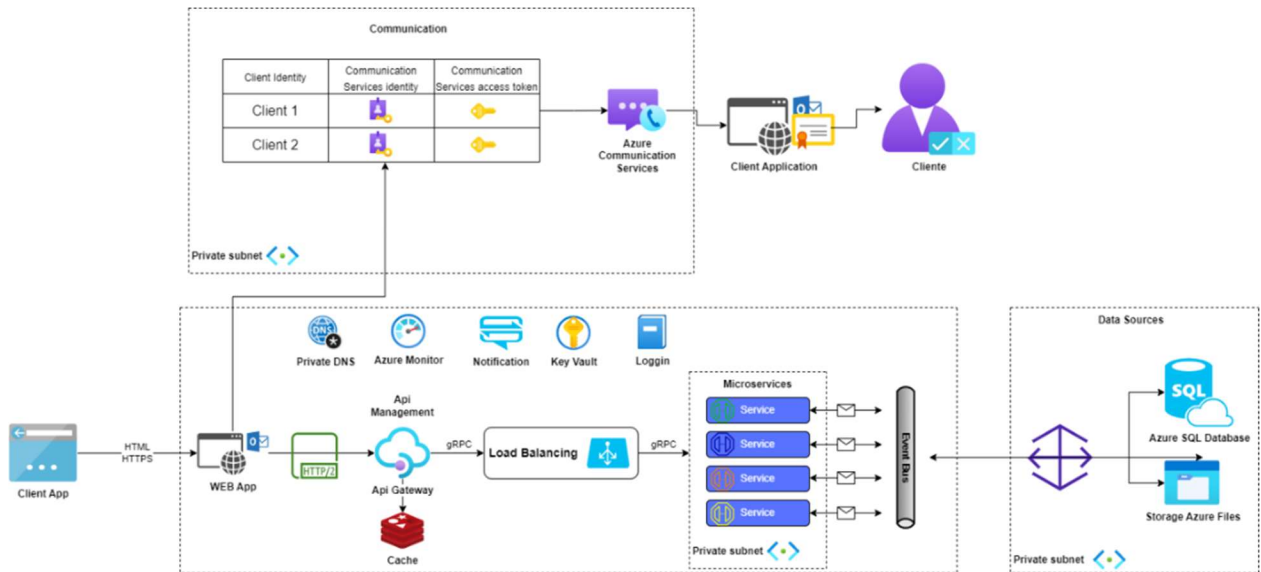 Communication
Client Identity
Communication
Services identity
Communication
Services access token
Client 1
Client 2
Azure
Communication
Services
Client Application
Cliente
Private subnet
Client App
HTML
HTTPS
Private DNS
Azure Monitor
Notification
Key Vault
Loggin
WEB App
HTTP/2
Api
Management
Api Gateway
Cache
gRPC
Load Balancing
gRPC
Microservices
Service
Service
Service
Service
Private subnet
Event Bus
Data Sources
SQL
Azure SQL Database
Storage Azure Files
Private subnet
DNS